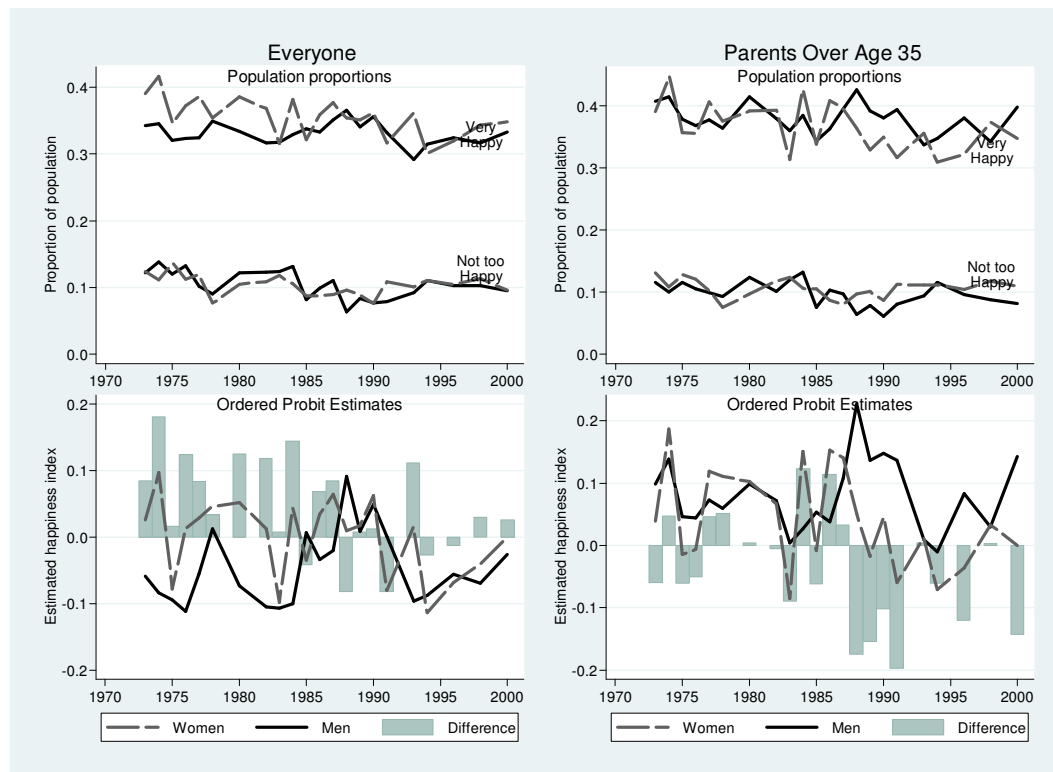 Everyone
Population proportions
Proportion of population
0.4
0.3
0.2
0.1
0.0
Very
Happy
Not too
Happy
1970 1975 1980 1985 1990 1995 2000
Parents Over Age 35
Population proportions
Proportion of population
0.4
0.3
0.2
0.1
0.0
Very
Happy
Not too
Happy
1970 1975 1980 1985 1990 1995 2000
Ordered Probit Estimates
Estimated happiness index
0.2
0.1
0.0
-0.1
-0.2
1970 1975 1980 1985 1990 1995 2000
Women Men Difference
Ordered Probit Estimates
Estimated happiness index
0.2
0.1
0.0
-0.1
-0.2
1970 1975 1980 1985 1990 1995 2000
Women Men Difference